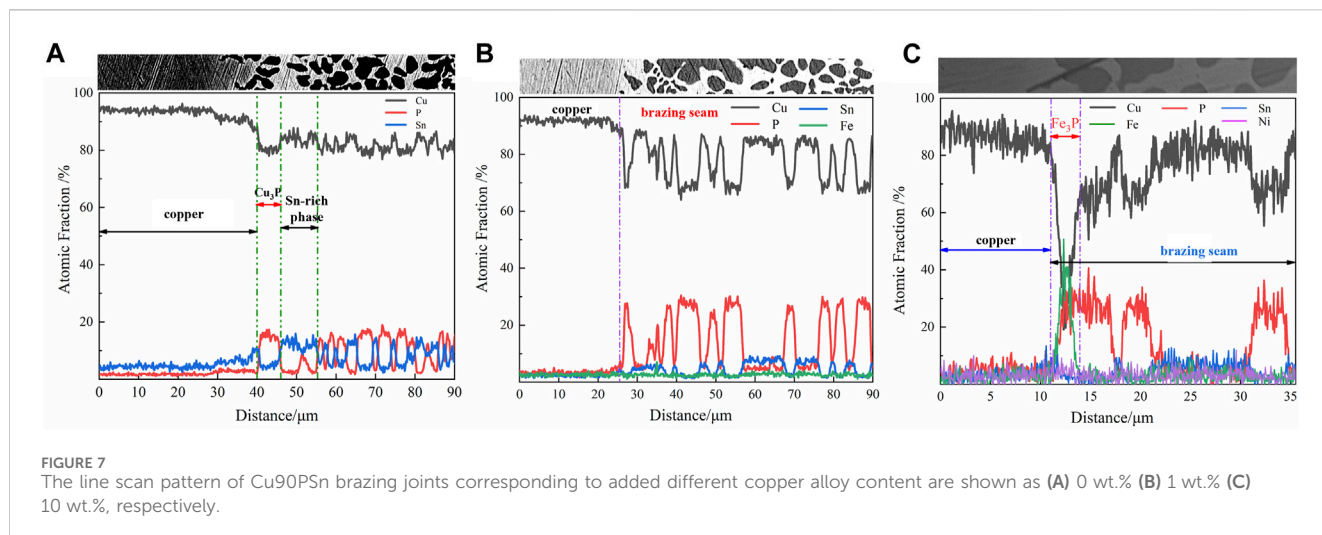 A
Cu
P
Sn
Cu₃P
Sn-rich
phase
copper
100
80
60
40
20
0 10 20 30 40 50 60 70 80 90
Atomic Fraction /%
Distance/μm
B
copper
brazing seam
Cu
P
Sn
Fe
100
80
60
40
20
0 10 20 30 40 50 60 70 80 90
Atomic Fraction /%
Distance/μm
C
Cu
Fe
P
Sn
Ni
Fe₃P
copper
brazing seam
100
80
60
40
20
0 5 10 15 20 25 30 35
Atomic Fraction /%
Distance/μm
FIGURE 7
The line scan pattern of Cu90PSn brazing joints corresponding to added different copper alloy content are shown as (A) 0 wt.% (B) 1 wt.% (C)
10 wt.%, respectively.